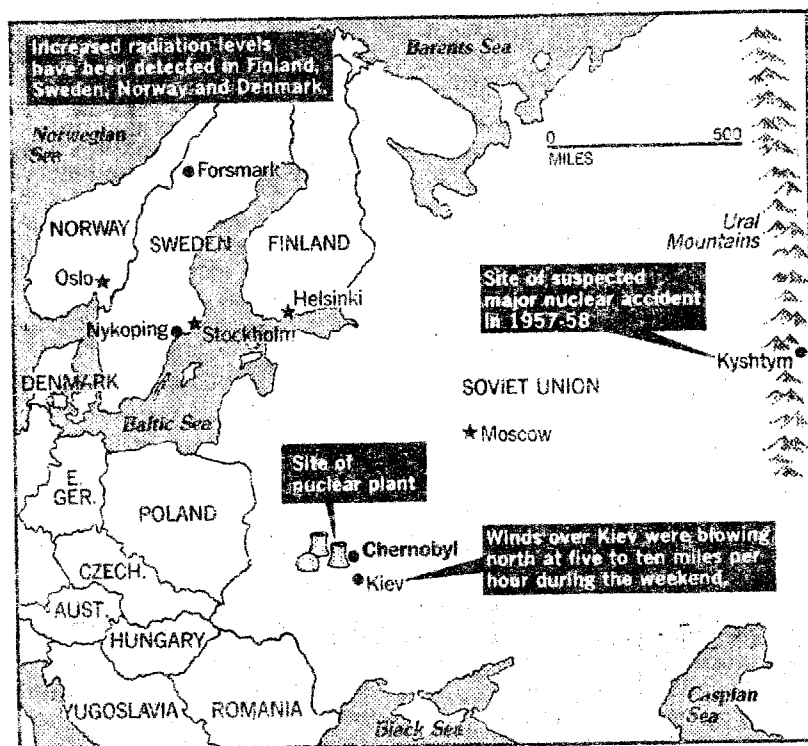 Increased radiation levels
have been detected in Finland,
Sweden, Norway and Denmark.
Barents Sea
Norwegian
Sea
0 500
MILES
Forsmark
Ural
Mountains
NORWAY
SWEDEN
FINLAND
Oslo
Site of suspected
major nuclear accident
in 1957-58
Helsinki
Nykoping
Stockholm
Kyshtym
DENMARK
SOVIET UNION
Baltic Sea
Moscow
Site of
nuclear plant
E.
GER.
POLAND
Chernobyl
Winds over Kiev were blowing
north at five to ten miles per
hour during the weekend.
Kiev
CZECH.
AUST.
HUNGARY
YUGOSLAVIA
ROMANIA
Black Sea
Caspian
Sea